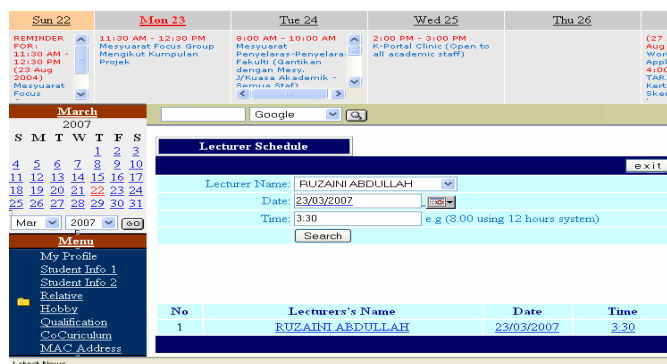 Sun 22
Mon 23
Tue 24
Wed 25
Thu 26
REMINDER
FOR:
11:30 AM -
12:30 PM
(23 Aug
2004)
Mesyuarat
Focus
11:30 AM - 12:30 PM
Mesyuarat Focus Group
Mengikut Kumpulan
Projek
8:00 AM - 10:00 AM
Mesyuarat
Penyelaras-Penyelara
Fakulti (Gantikan
dengan Mesy.
J/Kuasa Akademik -
Semua Staf)
2:00 PM - 3:00 PM
K-Portal Clinic (Open to
all academic staff)
(27
Aug
Wor
Appl
4:00
TAR
Kert
Sker
March
2007
S M T W T F S
1 2 3
4 5 6 7 8 9 10
11 12 13 14 15 16 17
18 19 20 21 22 23 24
25 26 27 28 29 30 31
Mar 2007 GO
Menu
My Profile
Student Info 1
Student Info 2
Relative
Hobby
Qualification
CoCuriculum
MAC Address
Latest News
Google
Lecturer Schedule
exit
Lecturer Name: RUZAINI ABDULLAH
Date: 23/03/2007
Time: 3:30 e.g (8:00 using 12 hours system)
Search
No Lecturers's Name Date Time
1 RUZAINI ABDULLAH 23/03/2007 3:30